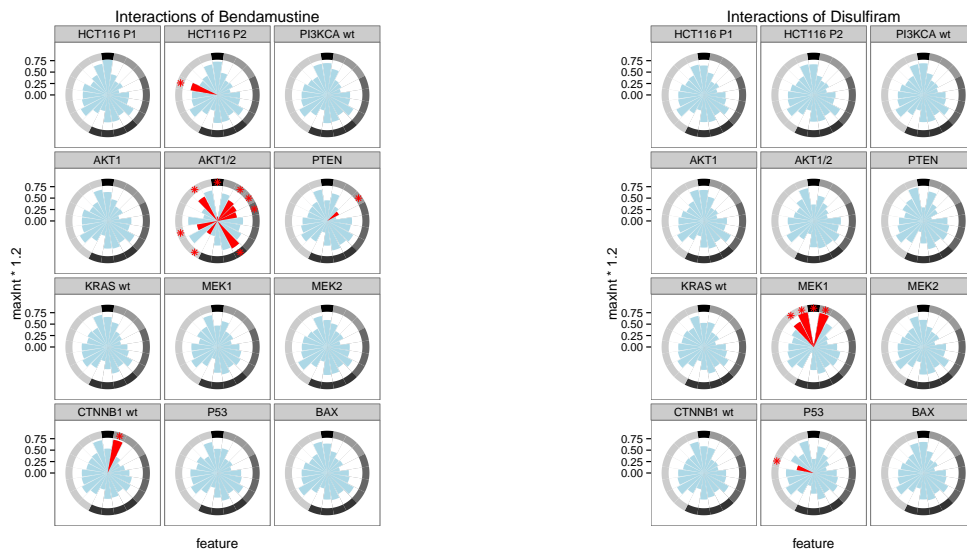 Interactions of Bendamustine
HCT116 P1 HCT116 P2 PI3KCA wt
0.75
0.50
0.25
0.00
AKT1 AKT1/2 PTEN
0.75
0.50
0.25
0.00
KRAS wt MEK1 MEK2
0.75
0.50
0.25
0.00
CTNNB1 wt P53 BAX
0.75
0.50
0.25
0.00
maxInt * 1.2
feature
Interactions of Disulfiram
HCT116 P1 HCT116 P2 PI3KCA wt
0.75
0.50
0.25
0.00
AKT1 AKT1/2 PTEN
0.75
0.50
0.25
0.00
KRAS wt MEK1 MEK2
0.75
0.50
0.25
0.00
CTNNB1 wt P53 BAX
0.75
0.50
0.25
0.00
maxInt * 1.2
feature